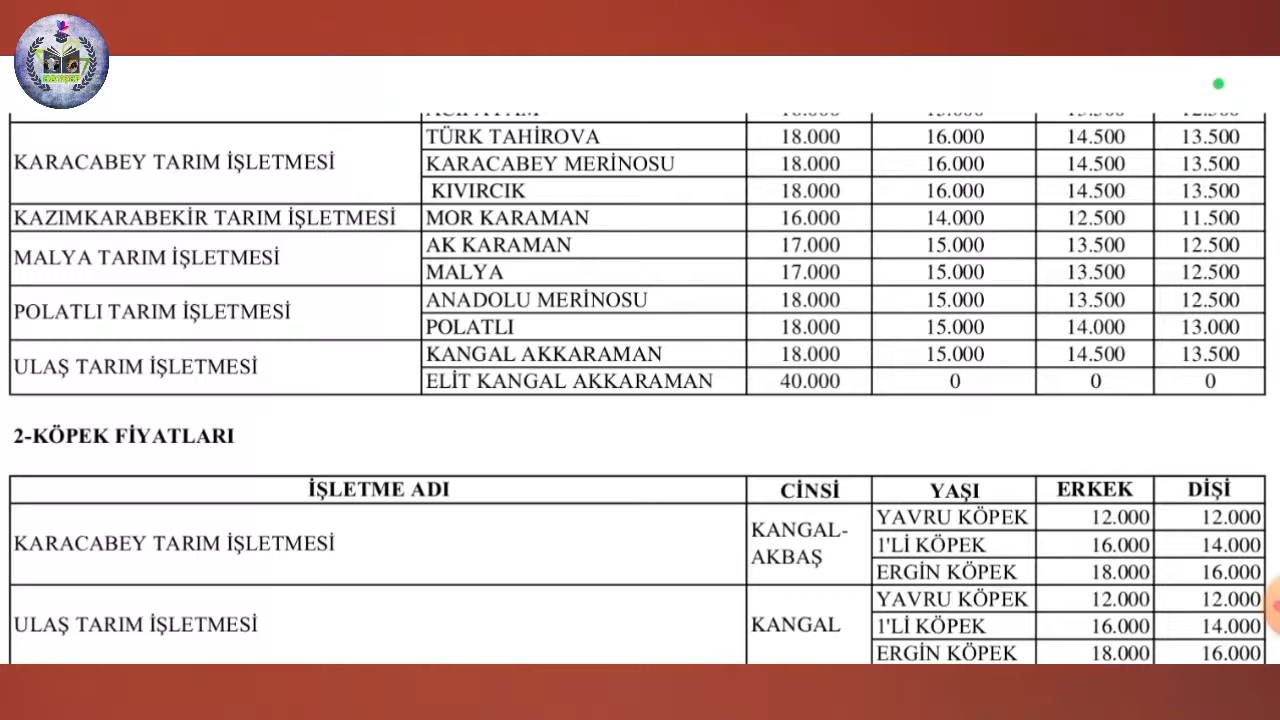 KARACABEY TARIM İŞLETMESİ
TÜRK TAHİROVA 18.000 16.000 14.500 13.500
KARACABEY MERİNOSU 18.000 16.000 14.500 13.500
KIVIRCIK 18.000 16.000 14.500 13.500
KAZIMKARABEKİR TARIM İŞLETMESİ MOR KARAMAN 16.000 14.000 12.500 11.500
MALYA TARIM İŞLETMESİ
AK KARAMAN 17.000 15.000 13.500 12.500
MALYA 17.000 15.000 13.500 12.500
POLATLI TARIM İŞLETMESİ
ANADOLU MERİNOSU 18.000 15.000 13.500 12.500
POLATLI 18.000 15.000 14.000 13.000
ULAŞ TARIM İŞLETMESİ
KANGAL AKKARAMAN 18.000 15.000 14.500 13.500
ELİT KANGAL AKKARAMAN 40.000 0 0 0
2-KÖPEK FİYATLARI
İŞLETME ADI CİNSİ YAŞI ERKEK DİŞİ
KARACABEY TARIM İŞLETMESİ
KANGAL-
AKBAŞ
YAVRU KÖPEK 12.000 12.000
1'Lİ KÖPEK 16.000 14.000
ERGİN KÖPEK 18.000 16.000
ULAŞ TARIM İŞLETMESİ
KANGAL
YAVRU KÖPEK 12.000 12.000
1'Lİ KÖPEK 16.000 14.000
ERGİN KÖPEK 18.000 16.000